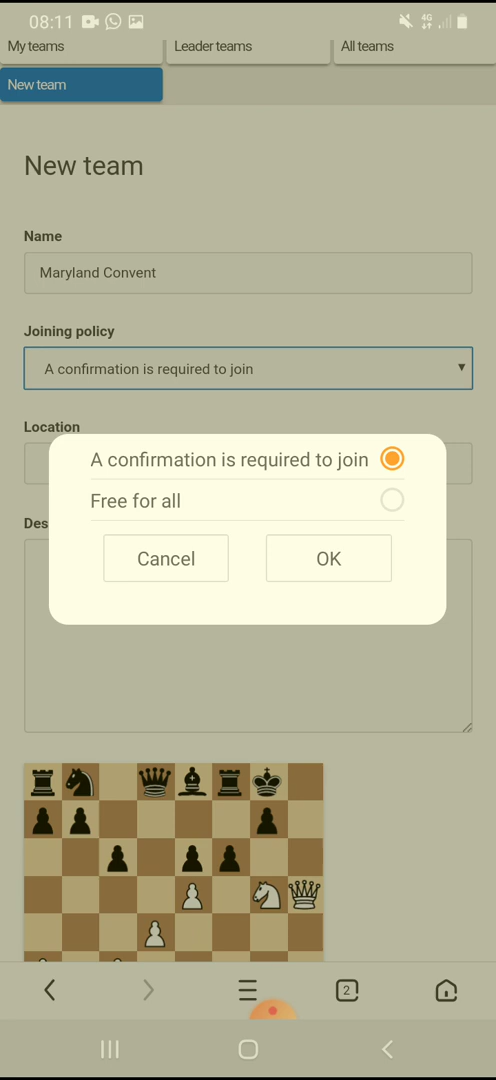 08:11 4G
My teams Leader teams All teams
New team
New team
Name
Maryland Convent
Joining policy
A confirmation is required to join
Location
A confirmation is required to join
Free for all
Des
Cancel OK
2